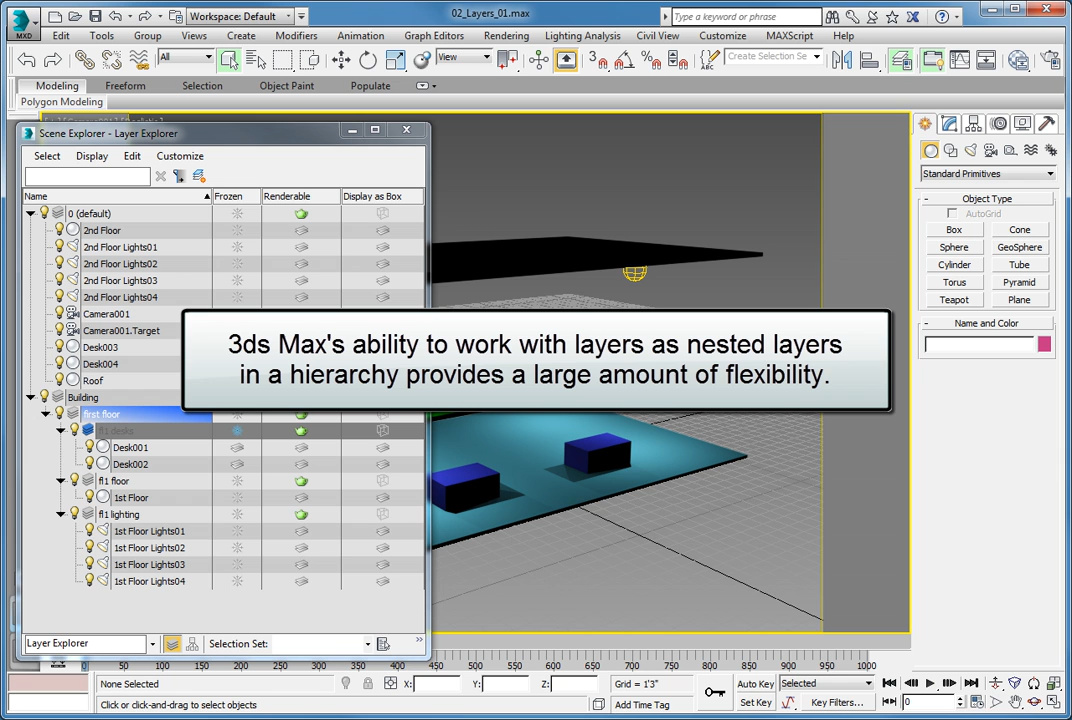 MXD
Workspace: Default
02_Layers_01.max
Type a keyword or phrase
Edit Tools Group Views Create Modifiers Animation Graph Editors Rendering Lighting Analysis Civil View Customize MAXScript Help
All
View
Create Selection Se
Modeling Freeform Selection Object Paint Populate
Polygon Modeling
Scene Explorer - Layer Explorer
Select Display Edit Customize
Name Frozen Renderable Display as Box
0 (default)
2nd Floor
2nd Floor Lights01
2nd Floor Lights02
2nd Floor Lights03
2nd Floor Lights04
Camera001
Camera001.Target
Desk003
Desk004
Roof
Building
first floor
fl1 desks
Desk001
Desk002
fl1 floor
1st Floor
fl1 lighting
1st Floor Lights01
1st Floor Lights02
1st Floor Lights03
1st Floor Lights04
Layer Explorer
Selection Set:
3ds Max's ability to work with layers as nested layers
in a hierarchy provides a large amount of flexibility.
Standard Primitives
Object Type
AutoGrid
Box Cone
Sphere GeoSphere
Cylinder Tube
Torus Pyramid
Teapot Plane
Name and Color
50 100 150 200 250 300 350 400 450 500 550 600 650 700 750 800 850 900 950 1000
None Selected
X: Y: Z:
Grid = 1'3"
Auto Key Selected
Click or click-and-drag to select objects
Add Time Tag
Set Key Key Filters...
0